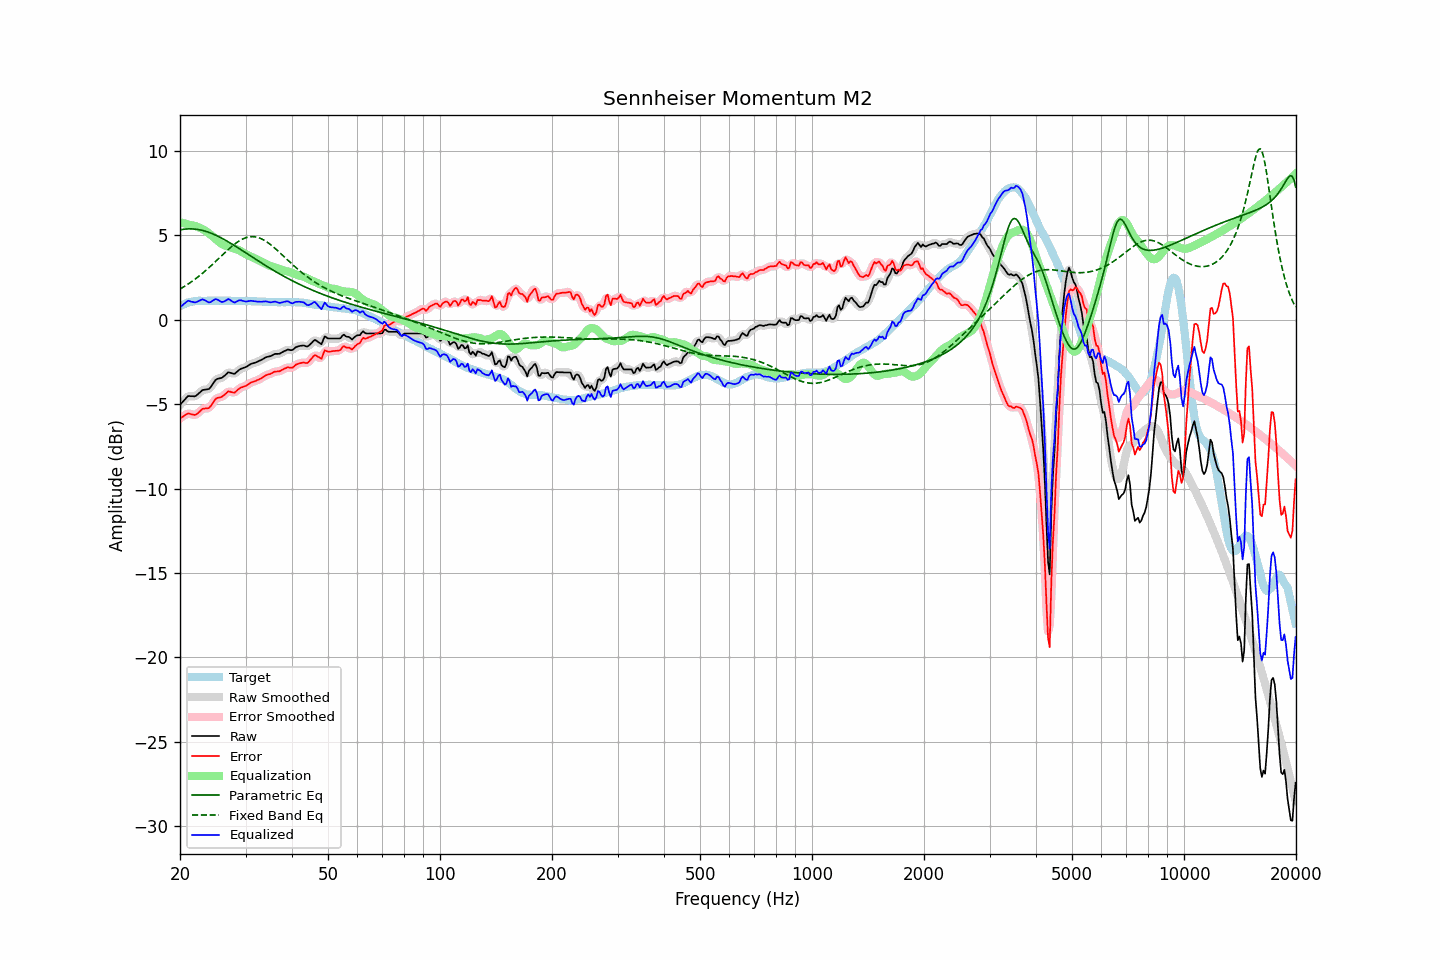 Sennheiser Momentum M2
10
5
0
−5
−10
−15
−20
−25
−30
Amplitude (dBr)
Target
Raw Smoothed
Error Smoothed
Raw
Error
Equalization
Parametric Eq
Fixed Band Eq
Equalized
20
50
100
200
500
1000
2000
5000
10000
20000
Frequency (Hz)